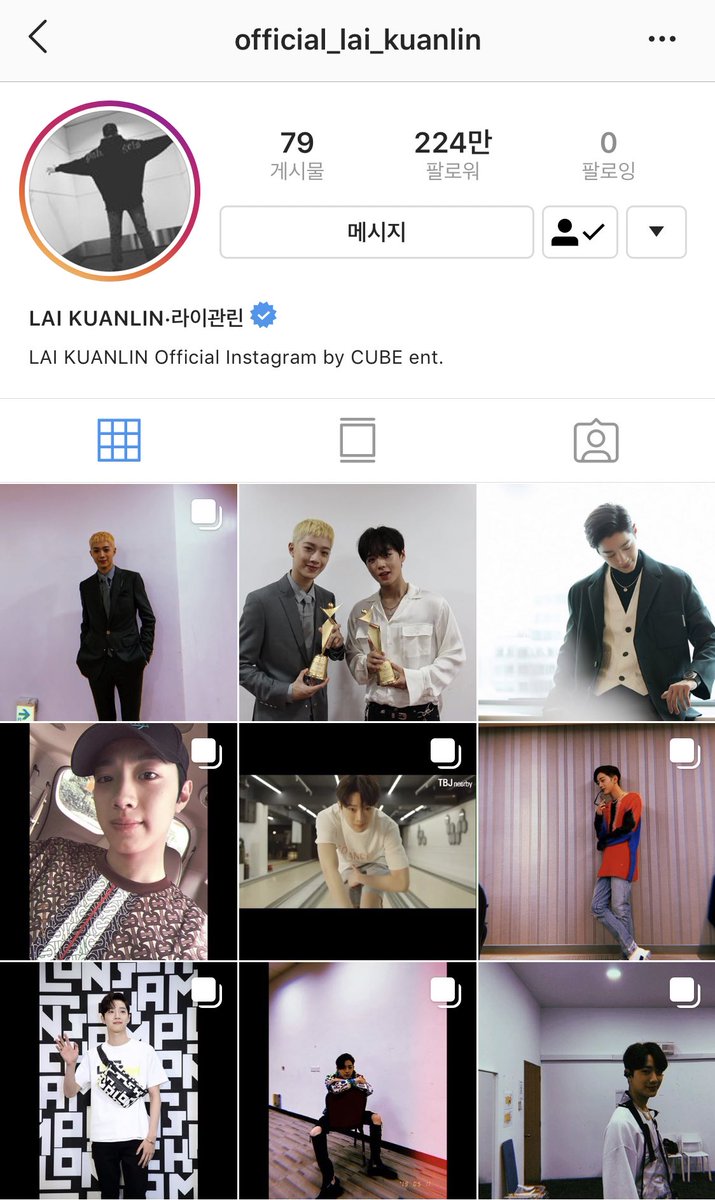 official_lai_kuanlin
79
224만
0
게시물
팔로워
팔로잉
메시지
LAI KUANLIN·라이관린
LAI KUANLIN Official Instagram by CUBE ent.
TBJ nearby